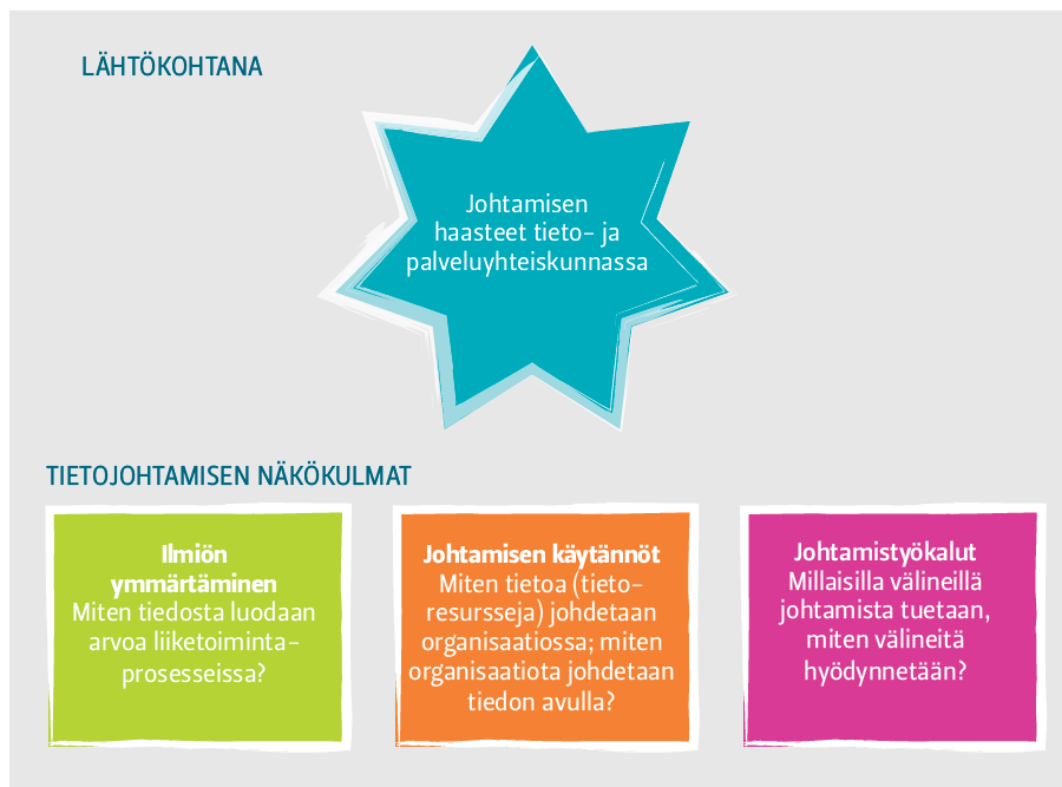 LÄHTÖKOHTANA
Johtamisen
haasteet tieto- ja
palveluyhteiskunnassa
TIETOJOHTAMISEN NÄKÖKULMAT
Ilmiön
ymmärtäminen
Miten tiedosta luodaan
arvoa liiketoiminta-
prosesseissa?
Johtamisen käytännöt
Miten tietoa (tieto-
resursseja) johdetaan
organisaatiossa; miten
organisaatiota johdetaan
tiedon avulla?
Johtamistyökalut
Millaisilla välineillä
johtamista tuetaan,
miten välineitä
hyödynnetään?